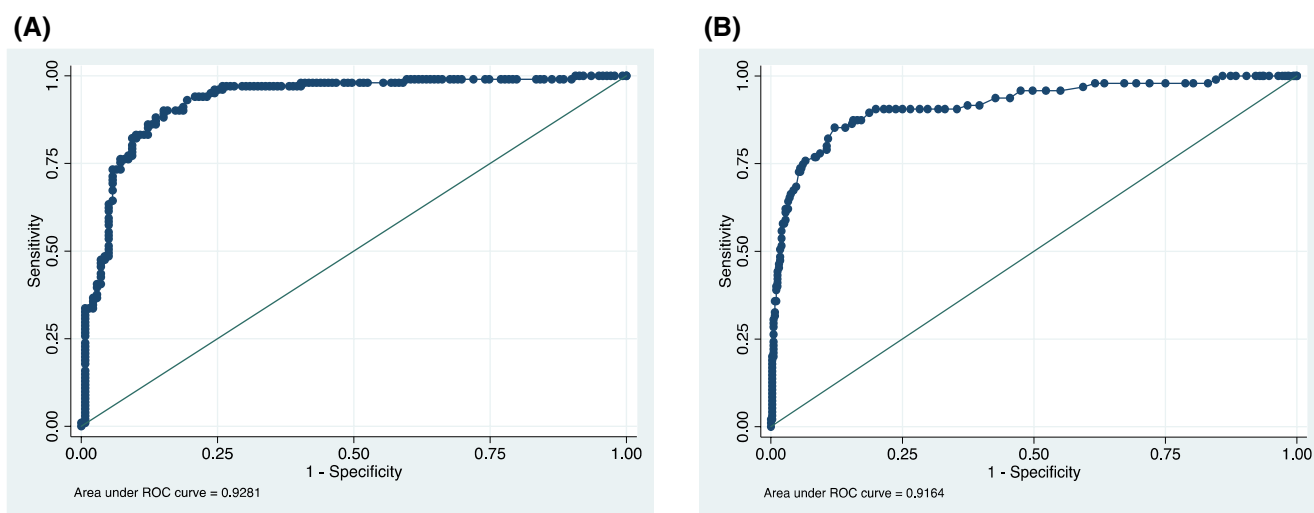 (A)
Sensitivity
1.00
0.75
0.50
0.25
0.00
0.00 0.25 0.50 0.75 1.00
1 - Specificity
Area under ROC curve = 0.9281
(B)
Sensitivity
1.00
0.75
0.50
0.25
0.00
0.00 0.25 0.50 0.75 1.00
1 - Specificity
Area under ROC curve = 0.9164